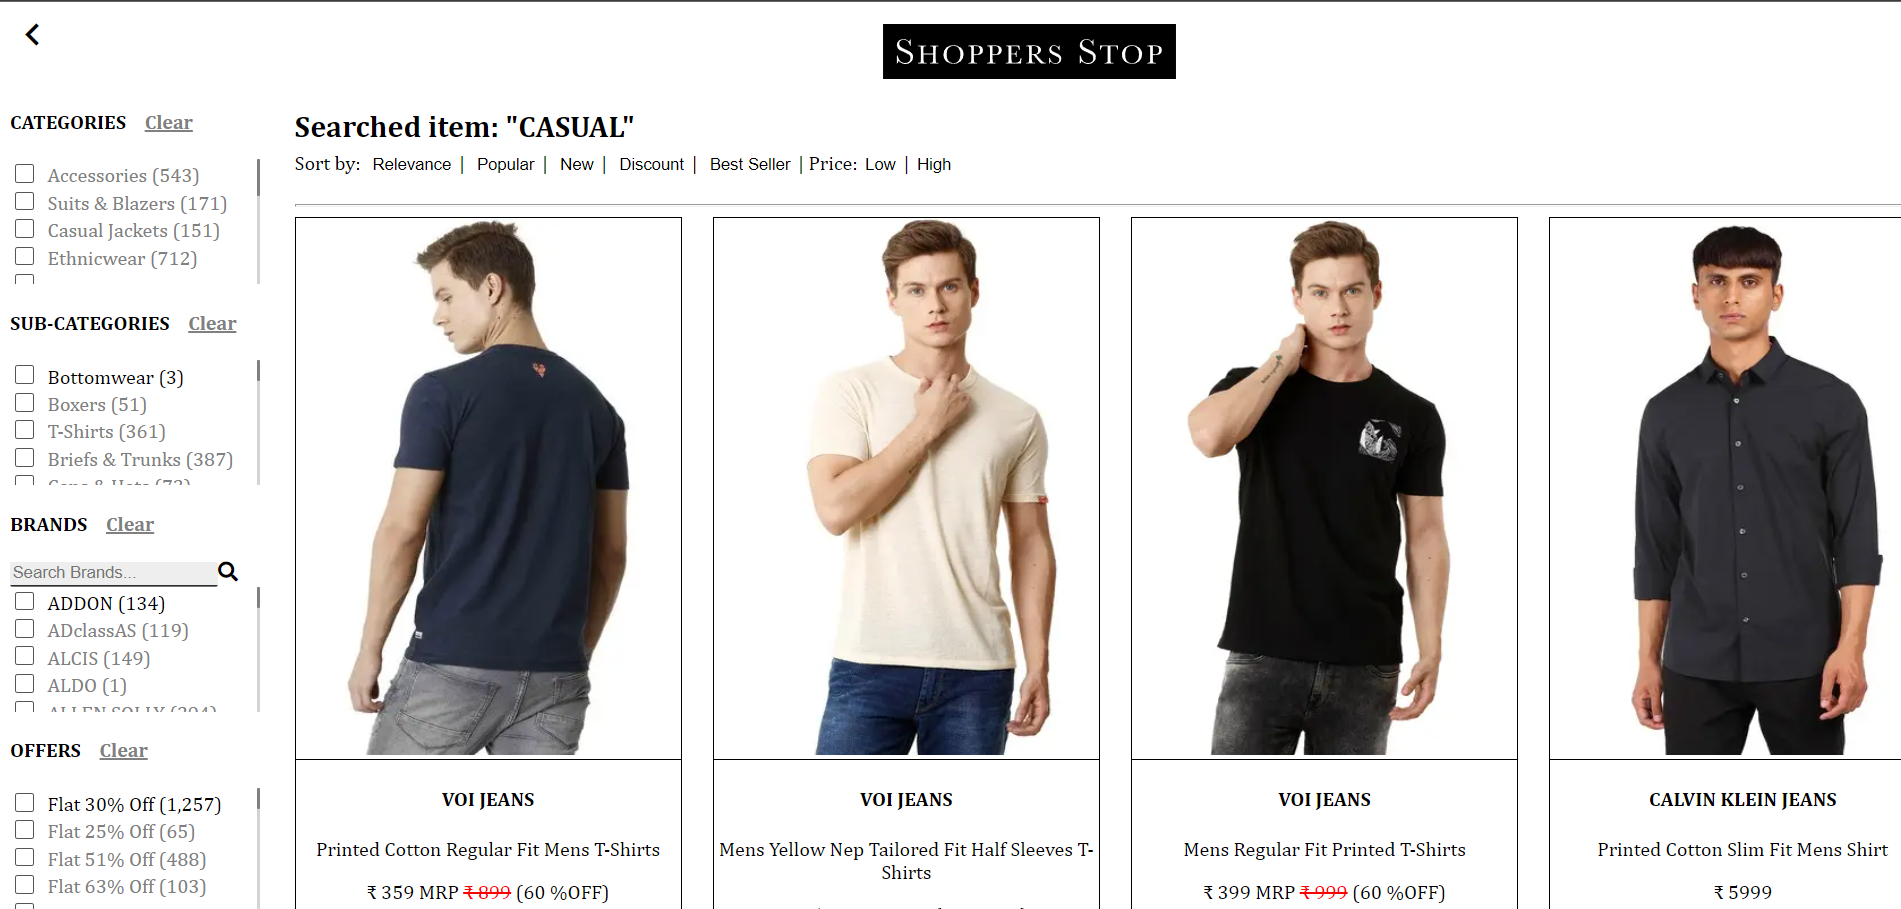 SHOPPERS STOP
CATEGORIES Clear
Accessories (543)
Suits & Blazers (171)
Casual Jackets (151)
Ethnicwear (712)
SUB-CATEGORIES Clear
Bottomwear (3)
Boxers (51)
T-Shirts (361)
Briefs & Trunks (387)
BRANDS Clear
Search Brands...
ADDON (134)
ADclassAS (119)
ALCIS (149)
ALDO (1)
OFFERS Clear
Flat 30% Off (1,257)
Flat 25% Off (65)
Flat 51% Off (488)
Flat 63% Off (103)
Searched item: "CASUAL"
Sort by: Relevance | Popular | New | Discount | Best Seller | Price: Low | High
VOI JEANS
Printed Cotton Regular Fit Mens T-Shirts
₹ 359 MRP ₹ 899 (60 %OFF)
VOI JEANS
Mens Yellow Nep Tailored Fit Half Sleeves T-
Shirts
VOI JEANS
Mens Regular Fit Printed T-Shirts
₹ 399 MRP ₹ 999 (60 %OFF)
CALVIN KLEIN JEANS
Printed Cotton Slim Fit Mens Shirt
₹ 5999